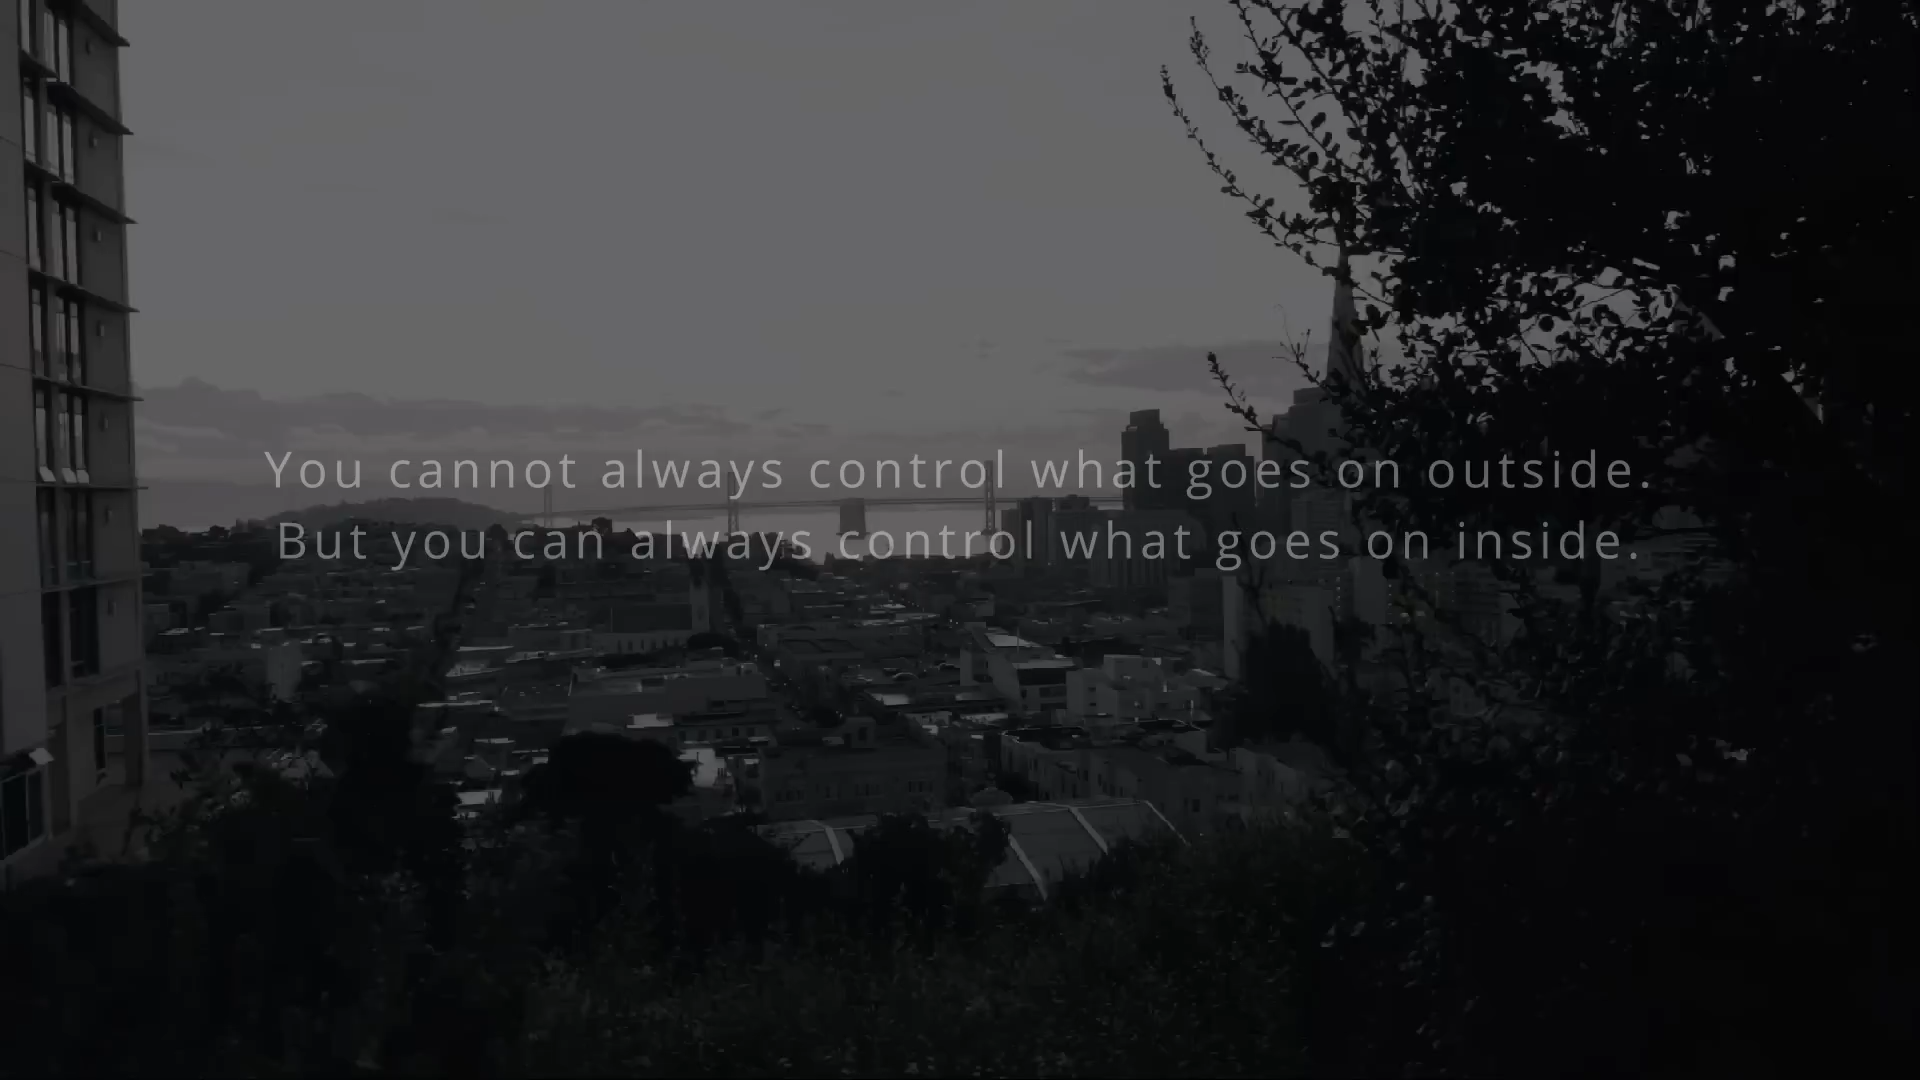 You cannot always control what goes on outside.
But you can always control what goes on inside.